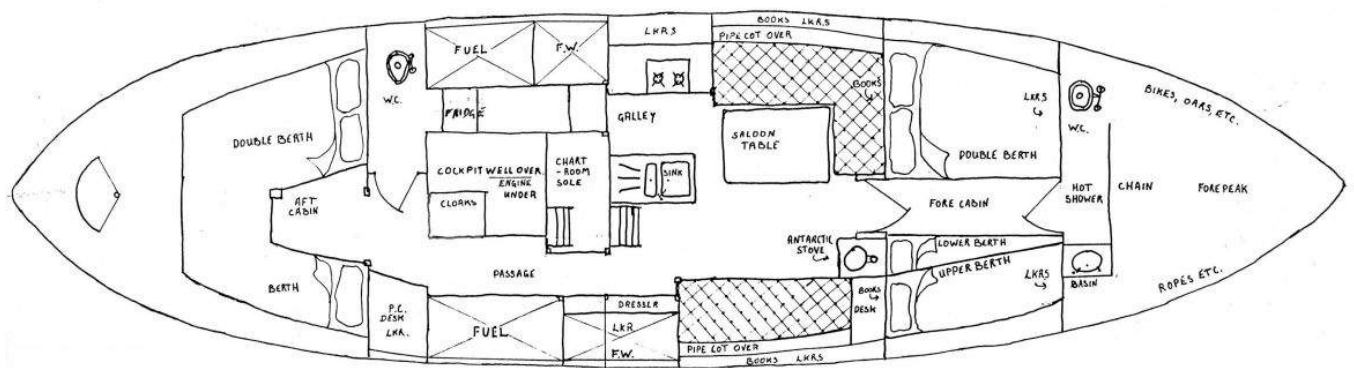 BOOKS LKRS
LKRS
PIPE COT OVER
FUEL
F.W.
W.C.
BOOKS
LKRS
BIKES, OARS, ETC.
FRIDGE
GALLEY
W.C.
DOUBLE BERTH
SALOON
TABLE
DOUBLE BERTH
COCKPIT WELL OVER
ENGINE
UNDER
CHART
-ROOM
SOLE
SINK
CLOAKS
AFT
CABIN
FORE CABIN
HOT
SHOWER
CHAIN
FOREPEAK
ANTARCTIC
STOVE
LOWER BERTH
UPPER BERTH
PASSAGE
BERTH
LKRS
BASIN
ROPES ETC.
P.C.
DESK
LKR.
FUEL
DRESSER
LKR
F.W.
BOOKS
DESK
PIPE COT OVER
BOOKS LKRS